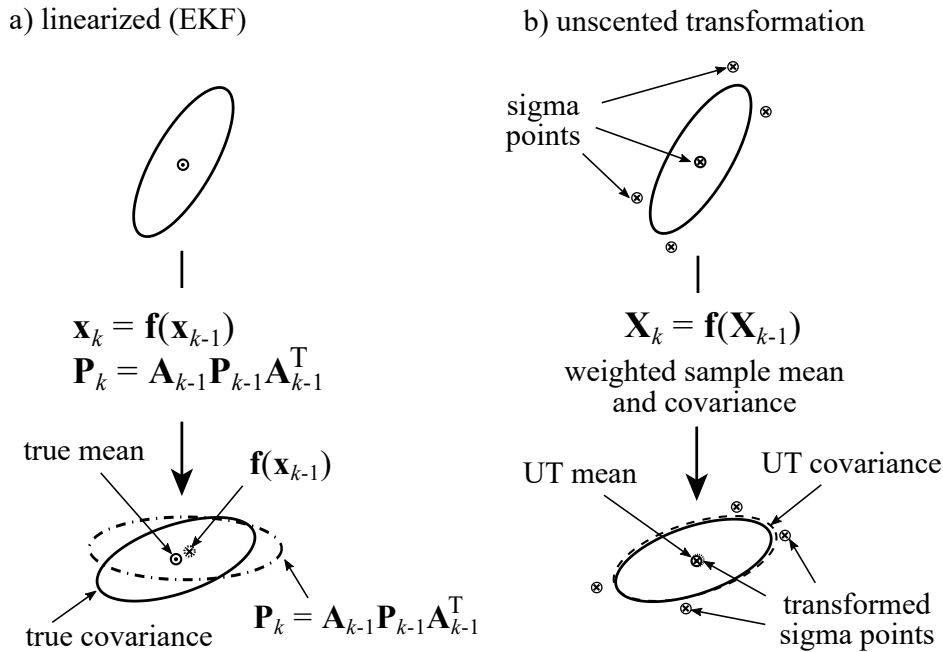 a) linearized (EKF)
x_k = f(x_{k-1})
P_k = A_{k-1}P_{k-1}A_{k-1}^T
true mean
f(x_{k-1})
true covariance
P_k = A_{k-1}P_{k-1}A_{k-1}^T
b) unscented transformation
sigma
points
X_k = f(X_{k-1})
weighted sample mean
and covariance
UT mean
UT covariance
transformed
sigma points